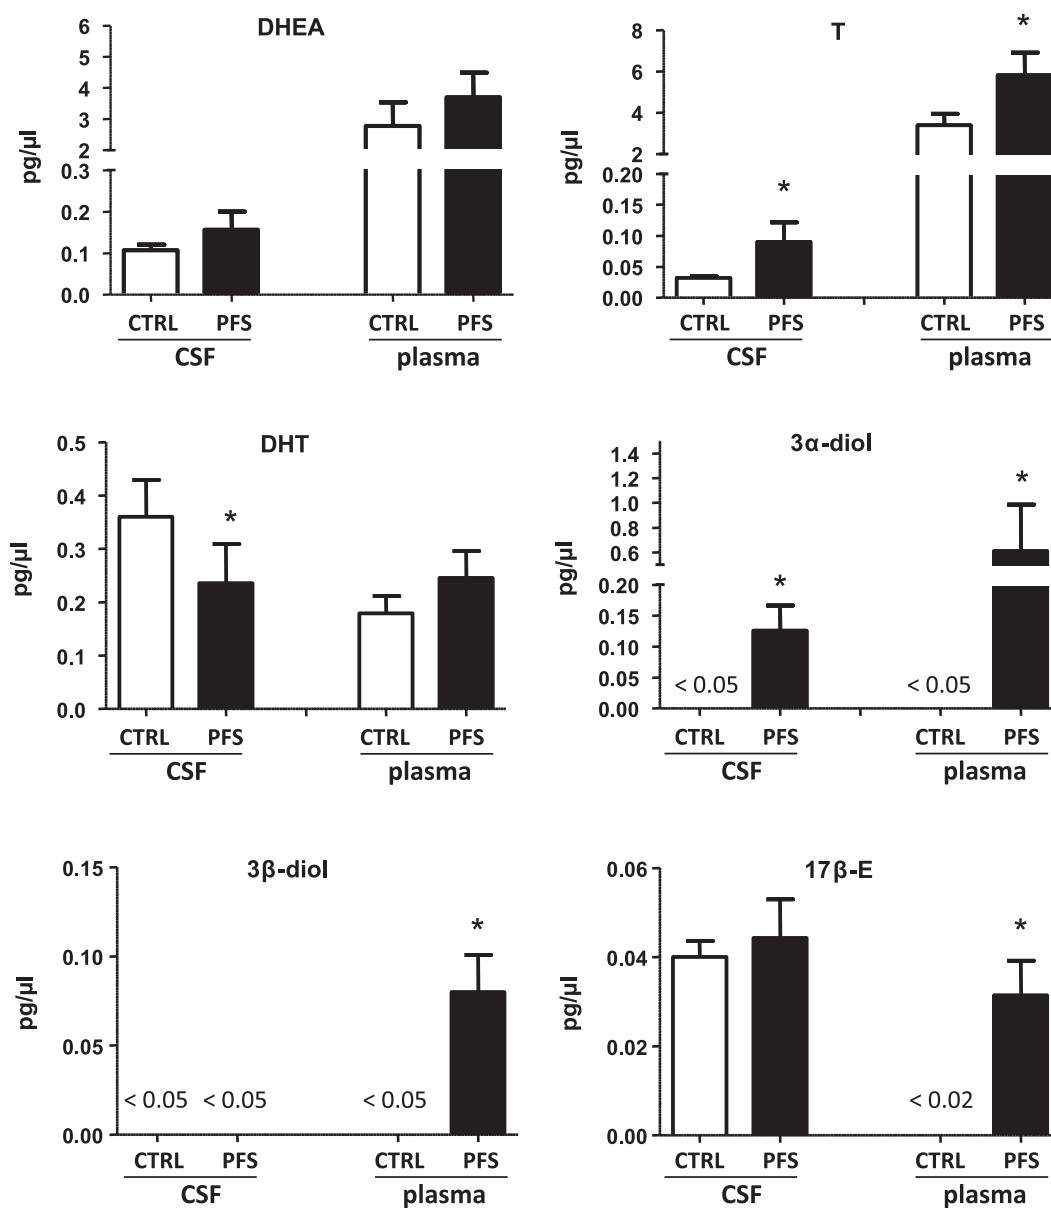 DHEA
6
5
4
3
2
0.3
0.2
0.1
0.0
pg/µl
CTRL PFS CTRL PFS
CSF plasma
T
*
8
6
4
2
0.20
0.15
0.10
0.05
0.00
pg/µl
*
CTRL PFS CTRL PFS
CSF plasma
DHT
0.5
0.4
0.3
0.2
0.1
0.0
pg/µl
*
CTRL PFS CTRL PFS
CSF plasma
3α-diol
1.4
1.2
1.0
0.8
0.6
0.20
0.15
0.10
0.05
0.00
pg/µl
*
*
< 0.05 < 0.05
CTRL PFS CTRL PFS
CSF plasma
3β-diol
0.15
0.10
0.05
0.00
pg/µl
*
< 0.05 < 0.05 < 0.05
CTRL PFS CTRL PFS
CSF plasma
17β-E
0.06
0.04
0.02
0.00
pg/µl
*
< 0.02
CTRL PFS CTRL PFS
CSF plasma